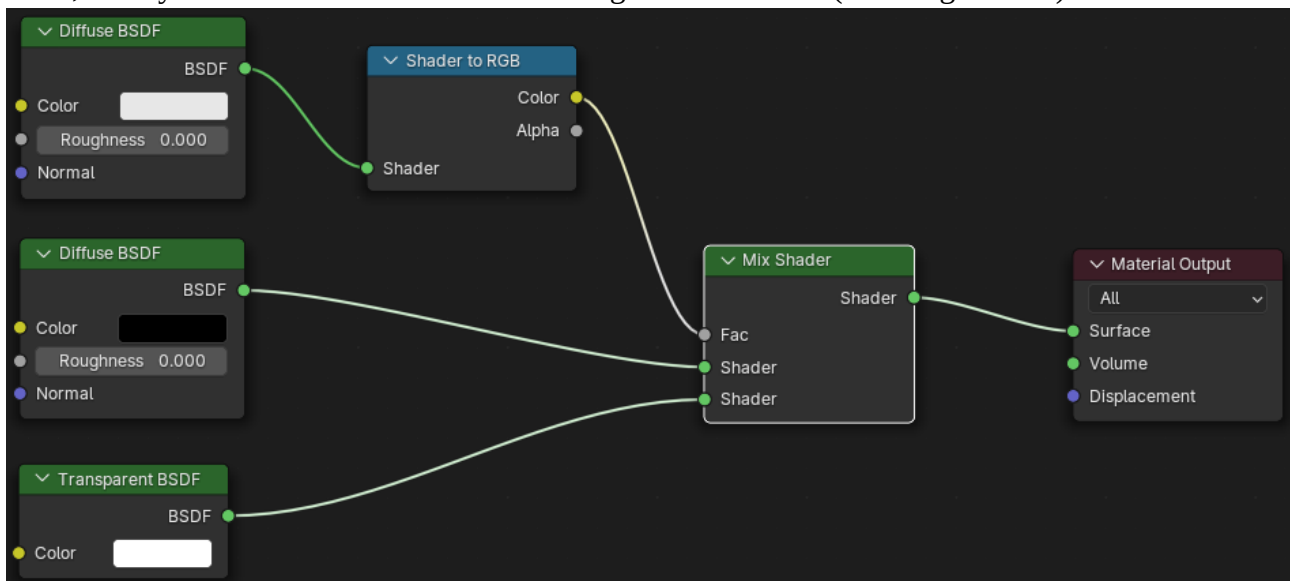 Diffuse BSDF
BSDF
Color
Roughness 0.000
Normal
Shader to RGB
Color
Alpha
Shader
Diffuse BSDF
BSDF
Color
Roughness 0.000
Normal
Mix Shader
Shader
Fac
Shader
Shader
Material Output
All
Surface
Volume
Displacement
Transparent BSDF
BSDF
Color